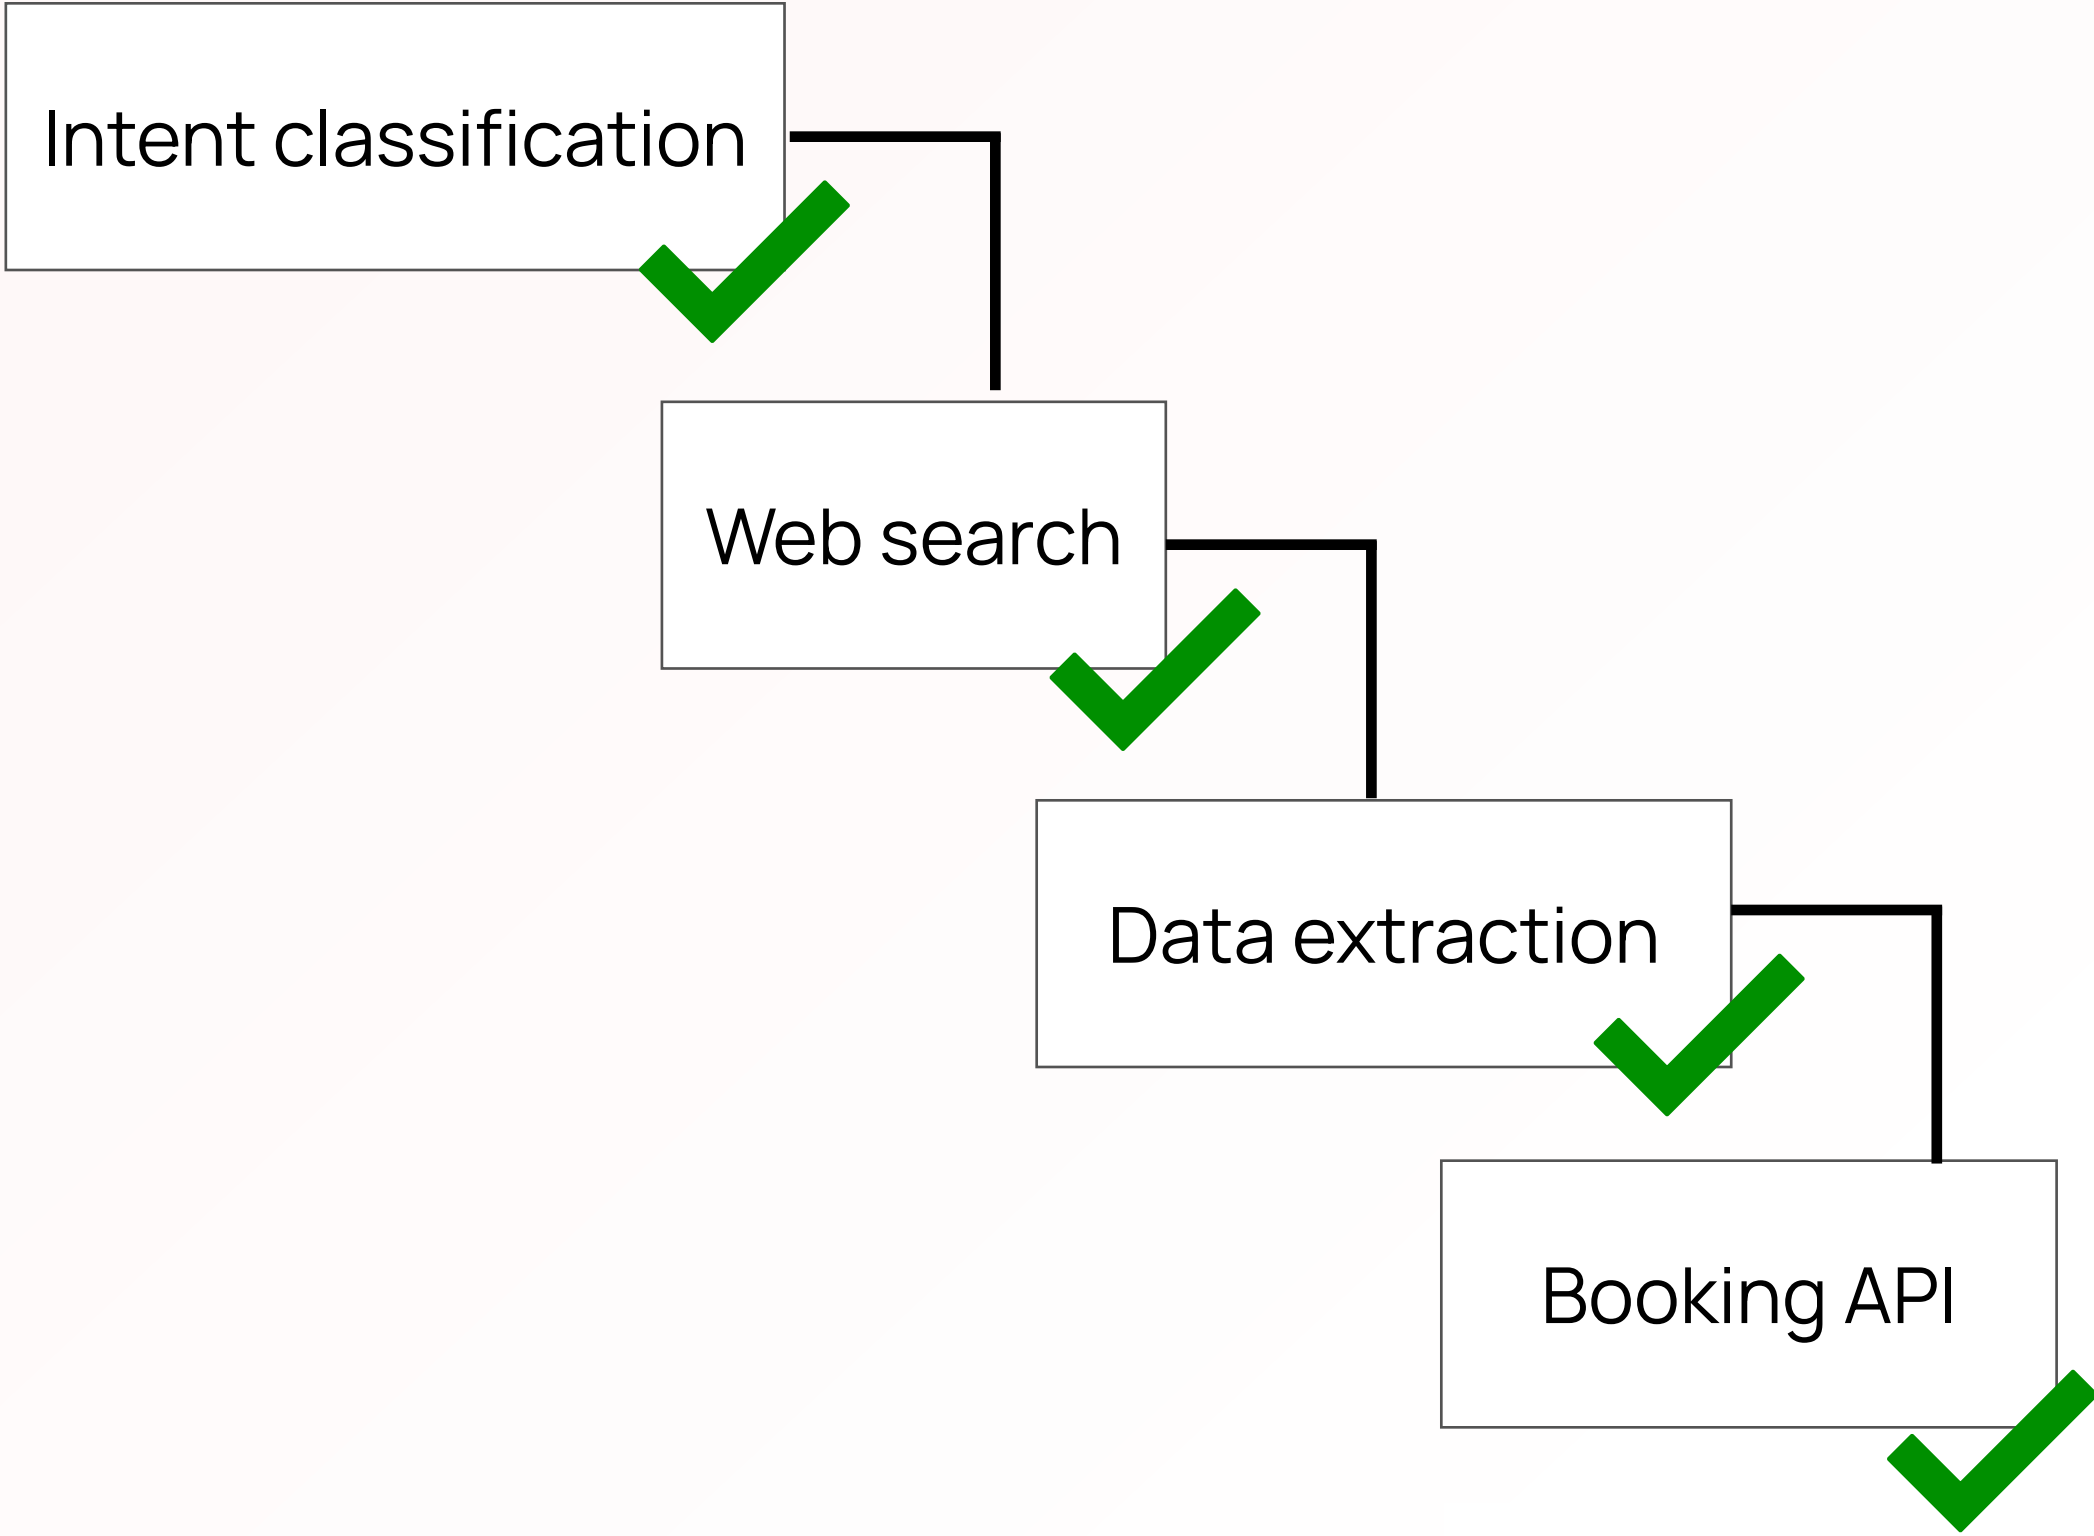 Intent classification
Web search
Data extraction
Booking API